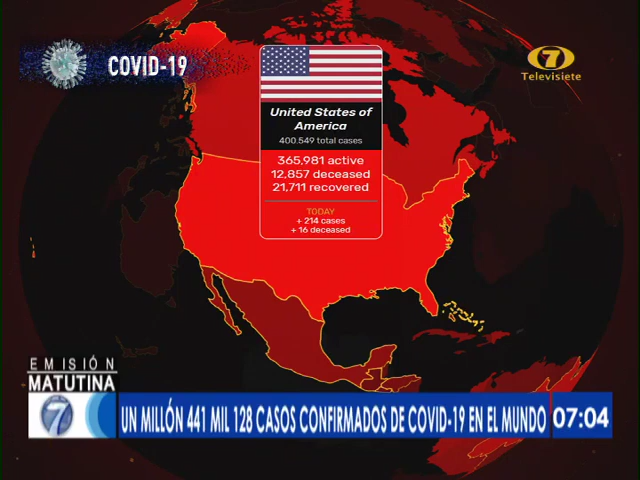 COVID-19
7
Televisiete
United States of
America
400.549 total cases
365,981 active
12,857 deceased
21,711 recovered
TODAY
+ 214 cases
+ 16 deceased
EMISIÓN
MATUTINA
7
UN MILLÓN 441 MIL 128 CASOS CONFIRMADOS DE COVID-19 EN EL MUNDO
07:04